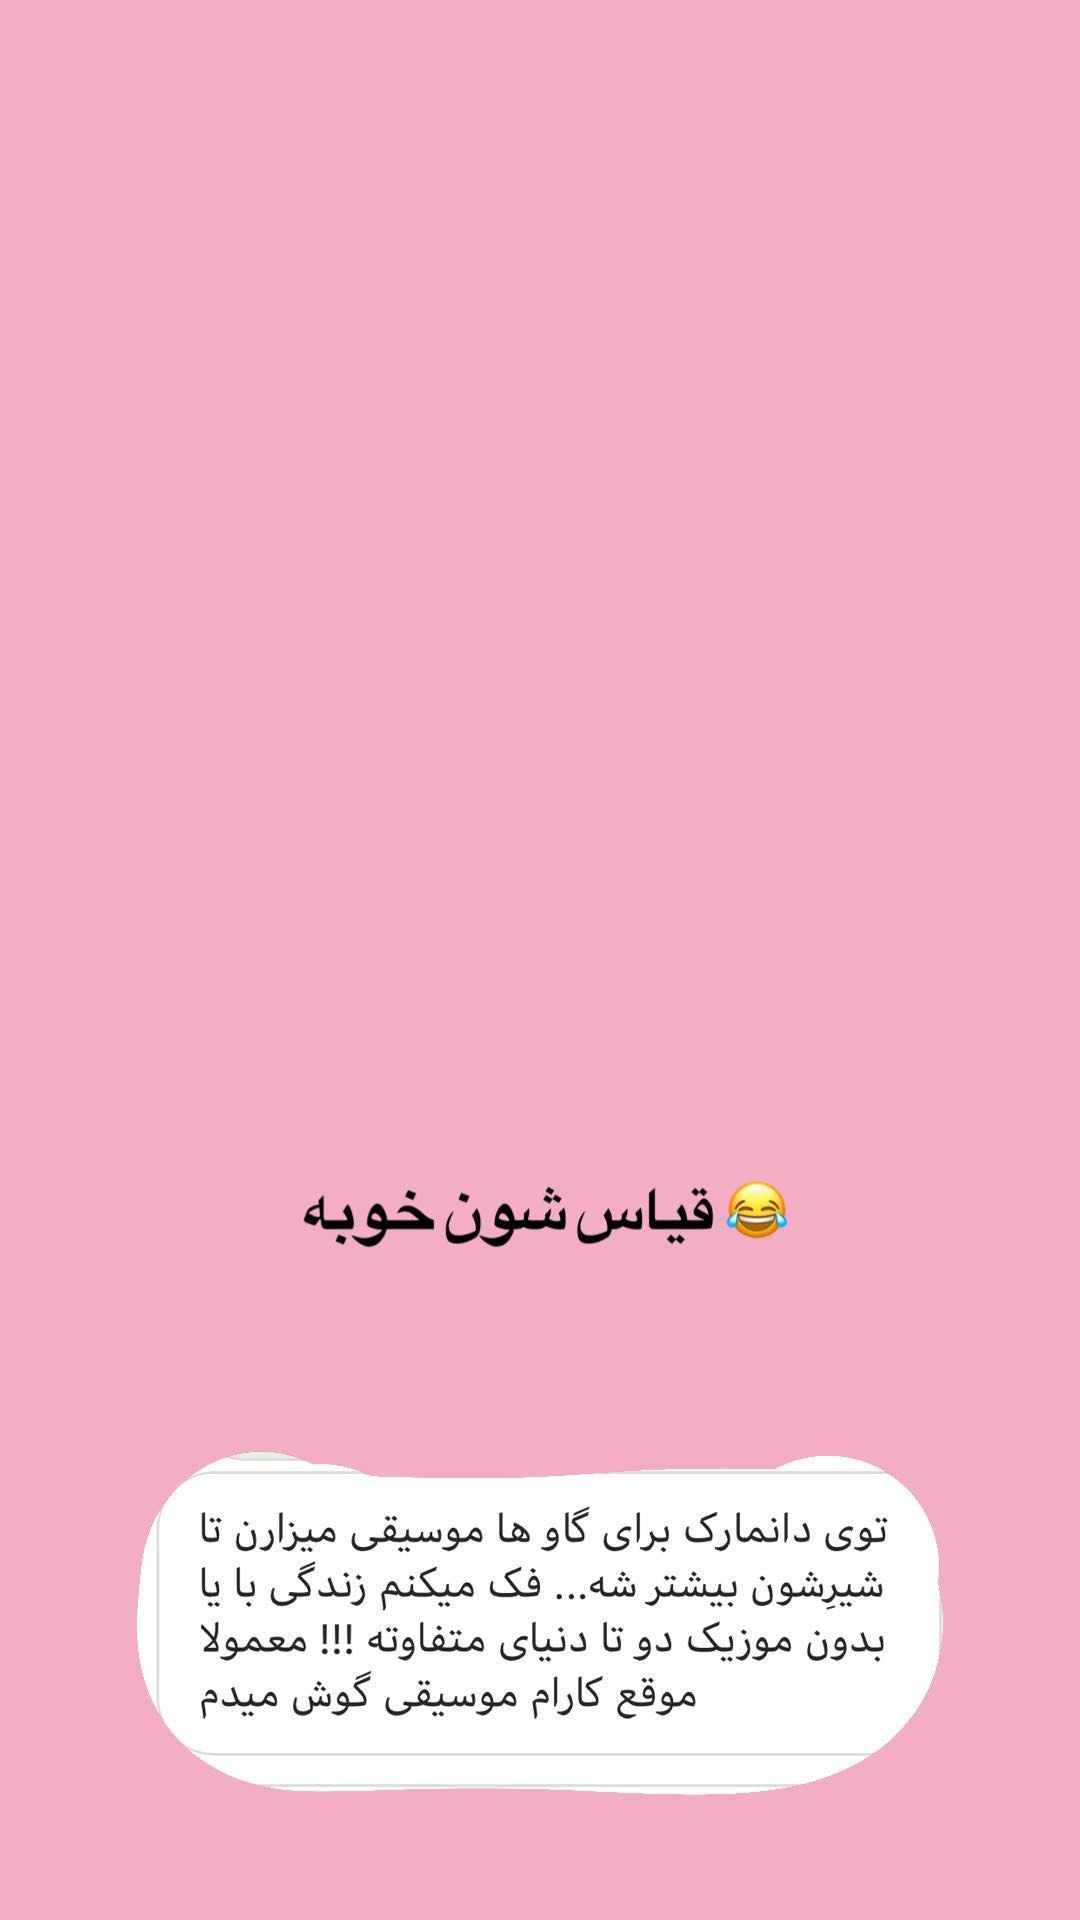 😂 قیاس شون خوبه
توی دانمارک برای گاو ها موسیقی میزارن تا
شیرِشون بیشتر شه... فک میکنم زندگی با یا
بدون موزیک دو تا دنیای متفاوته !!! معمولا
موقع کارام موسیقی گوش میدم